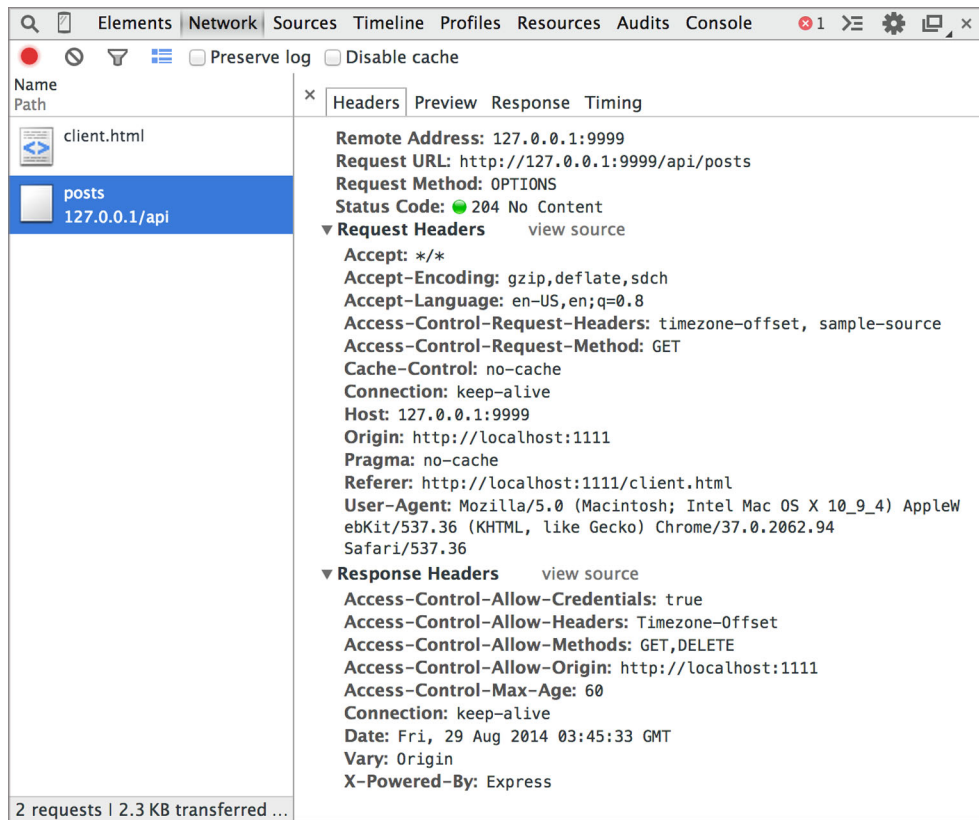 Elements Network Sources Timeline Profiles Resources Audits Console 1
Preserve log Disable cache
Name
Path
client.html
posts
127.0.0.1/api
2 requests | 2.3 KB transferred ...
× Headers Preview Response Timing
Remote Address: 127.0.0.1:9999
Request URL: http://127.0.0.1:9999/api/posts
Request Method: OPTIONS
Status Code: 204 No Content
Request Headers view source
Accept: */*
Accept-Encoding: gzip,deflate,sdch
Accept-Language: en-US,en;q=0.8
Access-Control-Request-Headers: timezone-offset, sample-source
Access-Control-Request-Method: GET
Cache-Control: no-cache
Connection: keep-alive
Host: 127.0.0.1:9999
Origin: http://localhost:1111
Pragma: no-cache
Referer: http://localhost:1111/client.html
User-Agent: Mozilla/5.0 (Macintosh; Intel Mac OS X 10_9_4) AppleW
ebKit/537.36 (KHTML, like Gecko) Chrome/37.0.2062.94
Safari/537.36
Response Headers view source
Access-Control-Allow-Credentials: true
Access-Control-Allow-Headers: Timezone-Offset
Access-Control-Allow-Methods: GET,DELETE
Access-Control-Allow-Origin: http://localhost:1111
Access-Control-Max-Age: 60
Connection: keep-alive
Date: Fri, 29 Aug 2014 03:45:33 GMT
Vary: Origin
X-Powered-By: Express